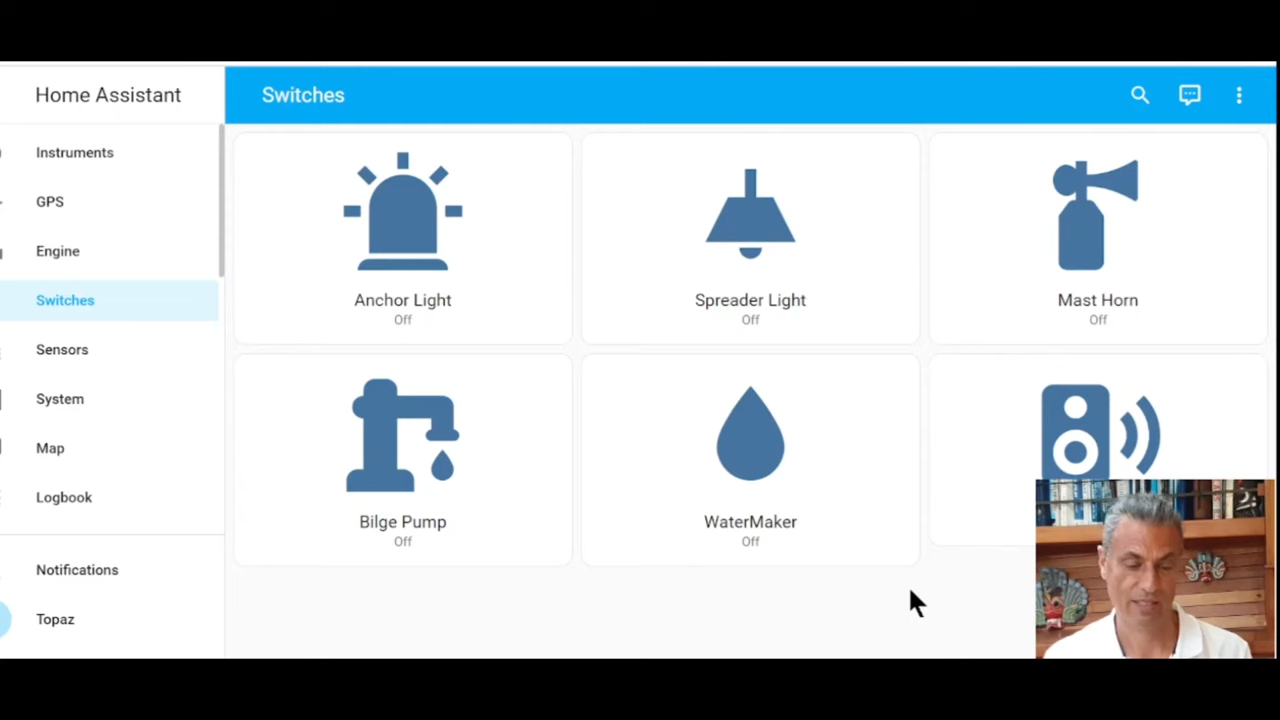 Home Assistant
Switches
Instruments
GPS
Engine
Switches
Sensors
System
Map
Logbook
Notifications
Topaz
Anchor Light
Off
Spreader Light
Off
Mast Horn
Off
Bilge Pump
Off
WaterMaker
Off